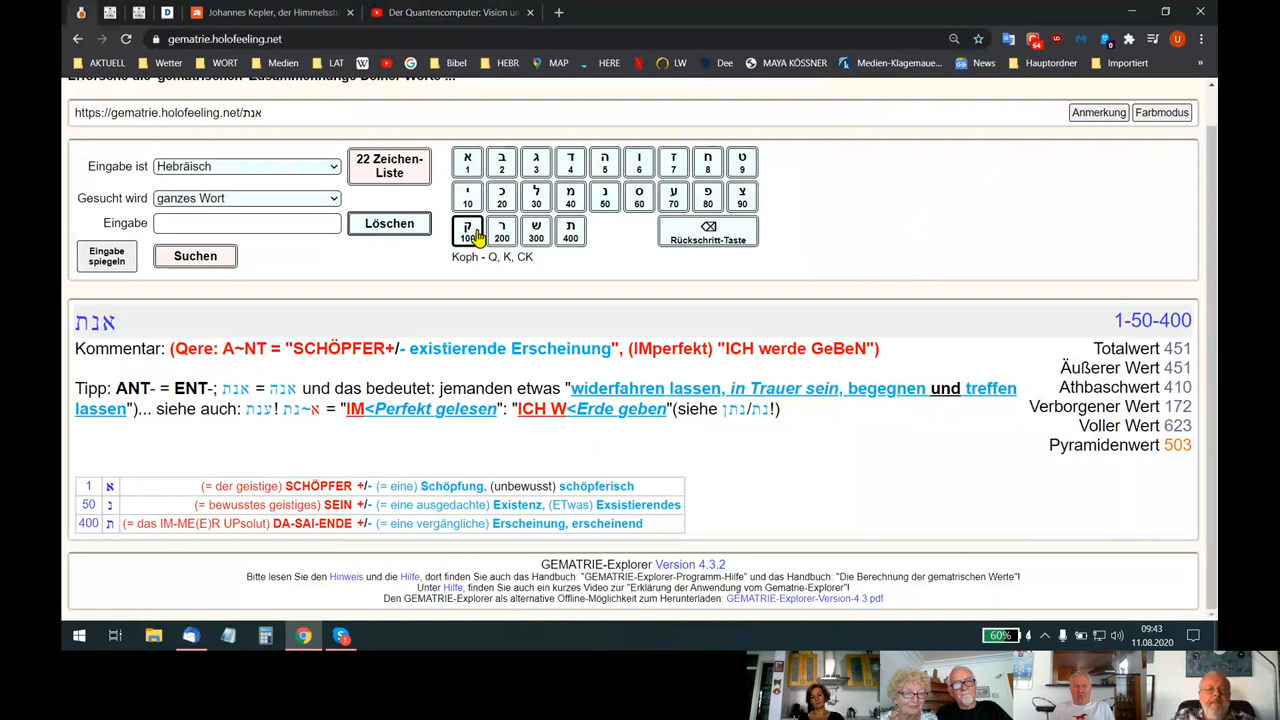 Johannes Kepler, der Himmelsstü
Der Quantencomputer: Vision un
gematrie.holofeeling.net
64
0
U
AKTUELL Wetter WORT Medien LAT Bibel HEBR MAP HERE LW Dee MAYA KÖSSNER Medien-Klagemaue... News Hauptordner Importiert »
Erforsche die gematrischen Zusammenhänge Deiner Worte ...
https://gematrie.holofeeling.net/אנת
Anmerkung Farbmodus
Eingabe ist Hebräisch
22 Zeichen-
Liste
Gesucht wird ganzes Wort
Eingabe
Löschen
Eingabe
spiegeln
Suchen
א ב ג ד ה ו ז ח ט
1 2 3 4 5 6 7 8 9
י כ ל מ נ ס ע פ צ
10 20 30 40 50 60 70 80 90
ק ר ש ת
100 200 300 400
Rückschritt-Taste
Koph - Q, K, CK
אנת
1-50-400
Kommentar: (Qere: A~NT = "SCHÖPFER+/- existierende Erscheinung", (IMperfekt) "ICH werde GeBeN")
Totalwert 451
Äußerer Wert 451
Athbaschwert 410
Verborgener Wert 172
Voller Wert 623
Pyramidenwert 503
Tipp: ANT- = ENT-; אנת = אנה und das bedeutet: jemanden etwas "widerfahren lassen, in Trauer sein, begegnen und treffen
lassen")... siehe auch: ענת! א~נת = "IM<Perfekt gelesen": "ICH W<Erde geben"(siehe נת/נתן!)
1 א (= der geistige) SCHÖPFER +/- (= eine) Schöpfung, (unbewusst) schöpferisch
50 נ (= bewusstes geistiges) SEIN +/- (= eine ausgedachte) Existenz, (ETwas) Exsistierendes
400 ת (= das IM-ME(E)R UPsolut) DA-SAI-ENDE +/- (= eine vergängliche) Erscheinung, erscheinend
GEMATRIE-Explorer Version 4.3.2
Bitte lesen Sie den Hinweis und die Hilfe, dort finden Sie auch das Handbuch: "GEMATRIE-Explorer-Programm-Hilfe" und das Handbuch: "Die Berechnung der gematrischen Werte"!
Unter Hilfe, finden Sie auch ein kurzes Video zur "Erklärung der Anwendung vom Gematrie-Explorer"!
Den GEMATRIE-Explorer als alternative Offline-Möglichkeit zum Herunterladen: GEMATRIE-Explorer-Version-4.3.pdf
60%
09:43
11.08.2020